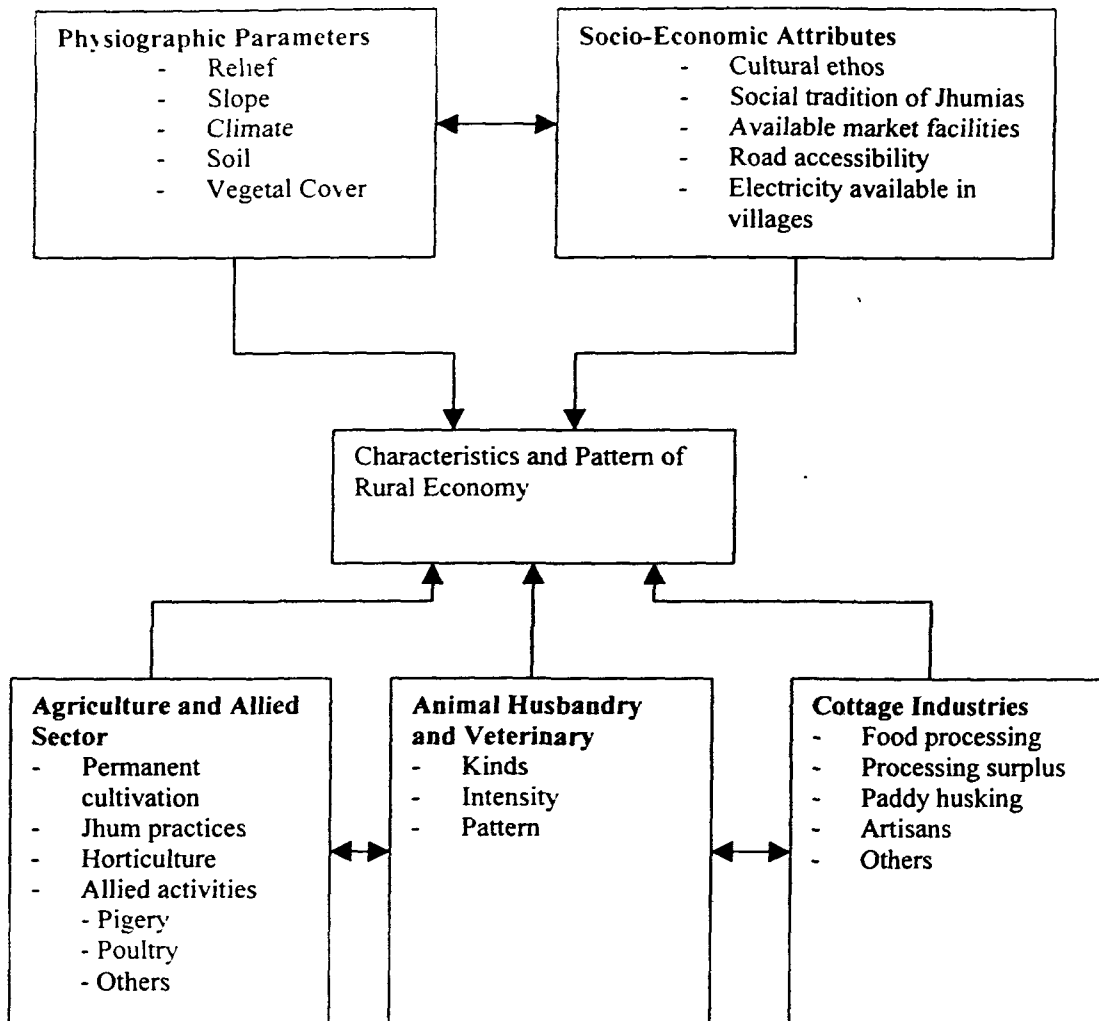 Physiographic Parameters
- Relief
- Slope
- Climate
- Soil
- Vegetal Cover
Socio-Economic Attributes
- Cultural ethos
- Social tradition of Jhumias
- Available market facilities
- Road accessibility
- Electricity available in
villages
Characteristics and Pattern of
Rural Economy
Agriculture and Allied
Sector
- Permanent
cultivation
- Jhum practices
- Horticulture
- Allied activities
- Pigery
- Poultry
- Others
Animal Husbandry
and Veterinary
- Kinds
- Intensity
- Pattern
Cottage Industries
- Food processing
- Processing surplus
- Paddy husking
- Artisans
- Others